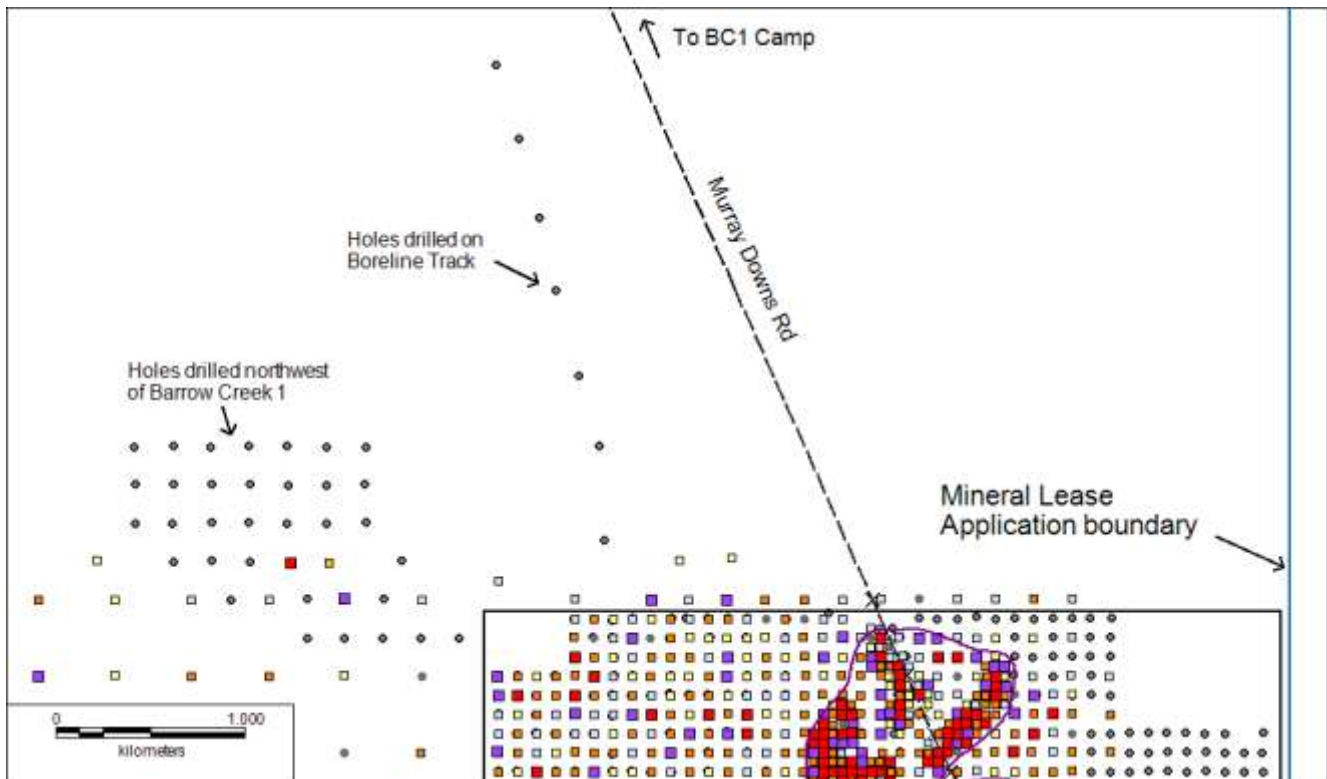 To BC1 Camp
Murray Downs Rd
Holes drilled on
Boreline Track
Holes drilled northwest
of Barrow Creek 1
Mineral Lease
Application boundary
0 1.000
kilometers